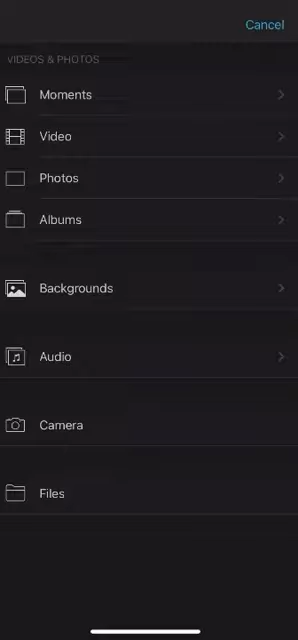 Cancel
VIDEOS & PHOTOS
Moments
Video
Photos
Albums
Backgrounds
Audio
Camera
Files